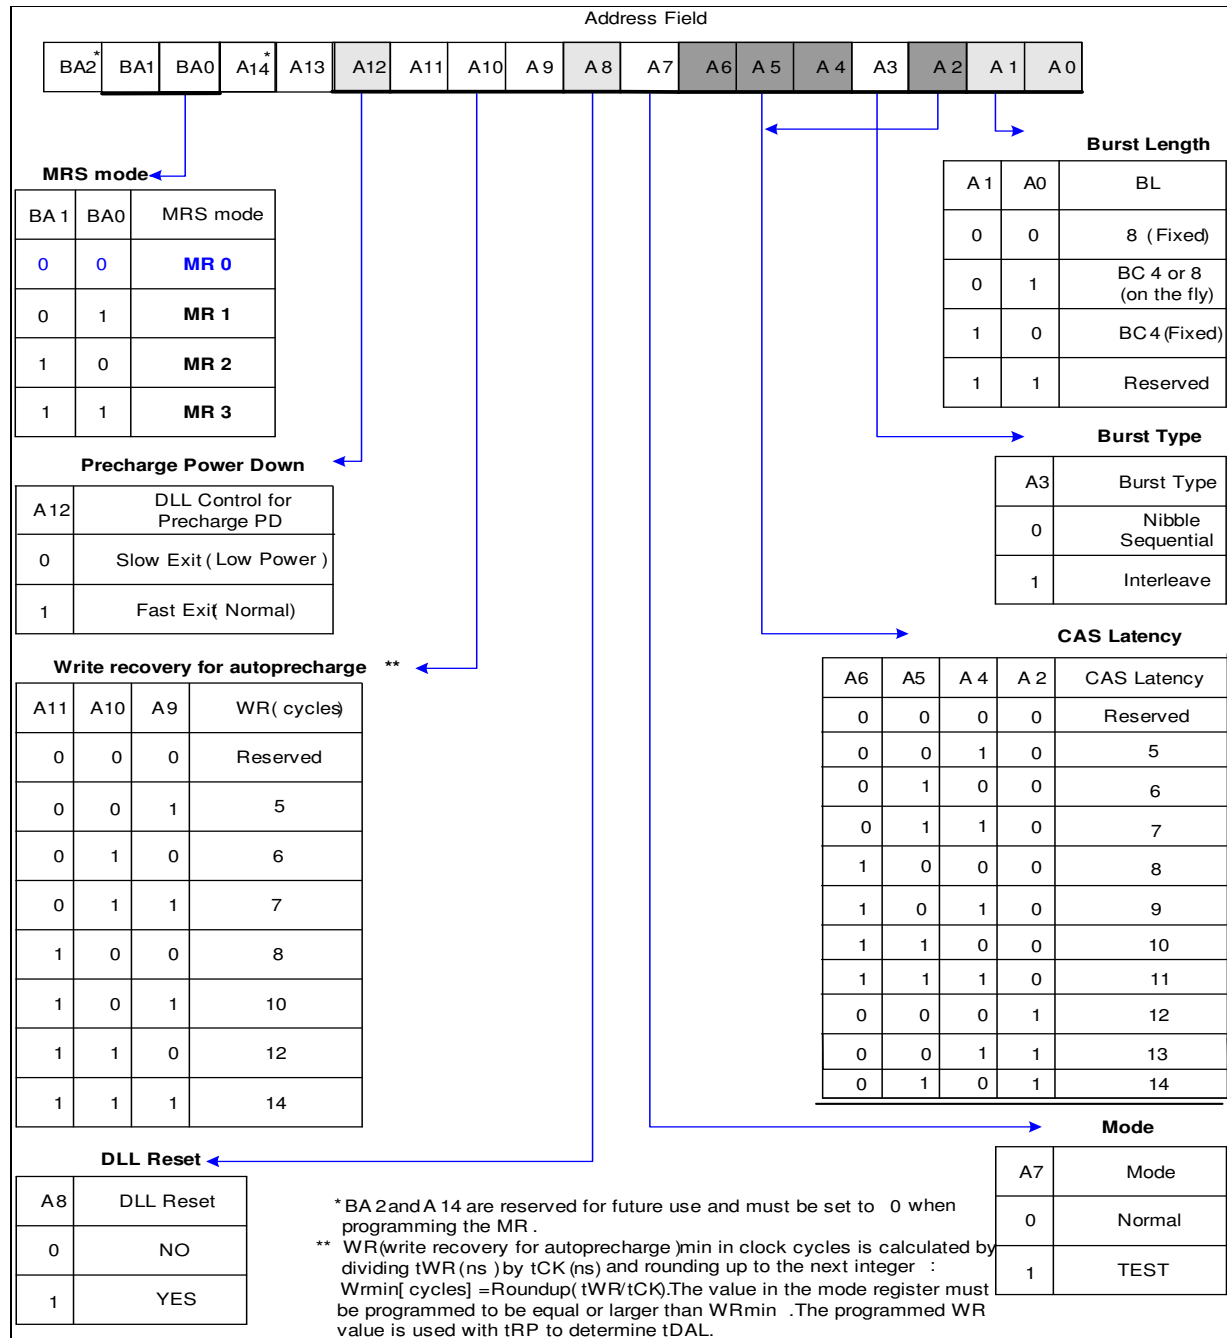 Address Field
BA2* BA1 BA0 A14* A13 A12 A11 A10 A9 A8 A7 A6 A5 A4 A3 A2 A1 A0
MRS mode
BA1 BA0 MRS mode
0 0 MR 0
0 1 MR 1
1 0 MR 2
1 1 MR 3
Burst Length
A1 A0 BL
0 0 8 (Fixed)
0 1 BC 4 or 8
(on the fly)
1 0 BC4 (Fixed)
1 1 Reserved
Precharge Power Down
A12 DLL Control for
Precharge PD
0 Slow Exit (Low Power)
1 Fast Exit( Normal)
Burst Type
A3 Burst Type
0 Nibble
Sequential
1 Interleave
Write recovery for autoprecharge **
A11 A10 A9 WR( cycles)
0 0 0 Reserved
0 0 1 5
0 1 0 6
0 1 1 7
1 0 0 8
1 0 1 10
1 1 0 12
1 1 1 14
CAS Latency
A6 A5 A4 A2 CAS Latency
0 0 0 0 Reserved
0 0 1 0 5
0 1 0 0 6
0 1 1 0 7
1 0 0 0 8
1 0 1 0 9
1 1 0 0 10
1 1 1 0 11
0 0 0 1 12
0 0 1 1 13
0 1 0 1 14
DLL Reset
A8 DLL Reset
0 NO
1 YES
Mode
A7 Mode
0 Normal
1 TEST
* BA 2 and A 14 are reserved for future use and must be set to 0 when
programming the MR .
** WR(write recovery for autoprecharge )min in clock cycles is calculated by
dividing tWR (ns ) by tCK (ns) and rounding up to the next integer :
Wrmin[ cycles] =Roundup( tWR/tCK).The value in the mode register must
be programmed to be equal or larger than WRmin .The programmed WR
value is used with tRP to determine tDAL.